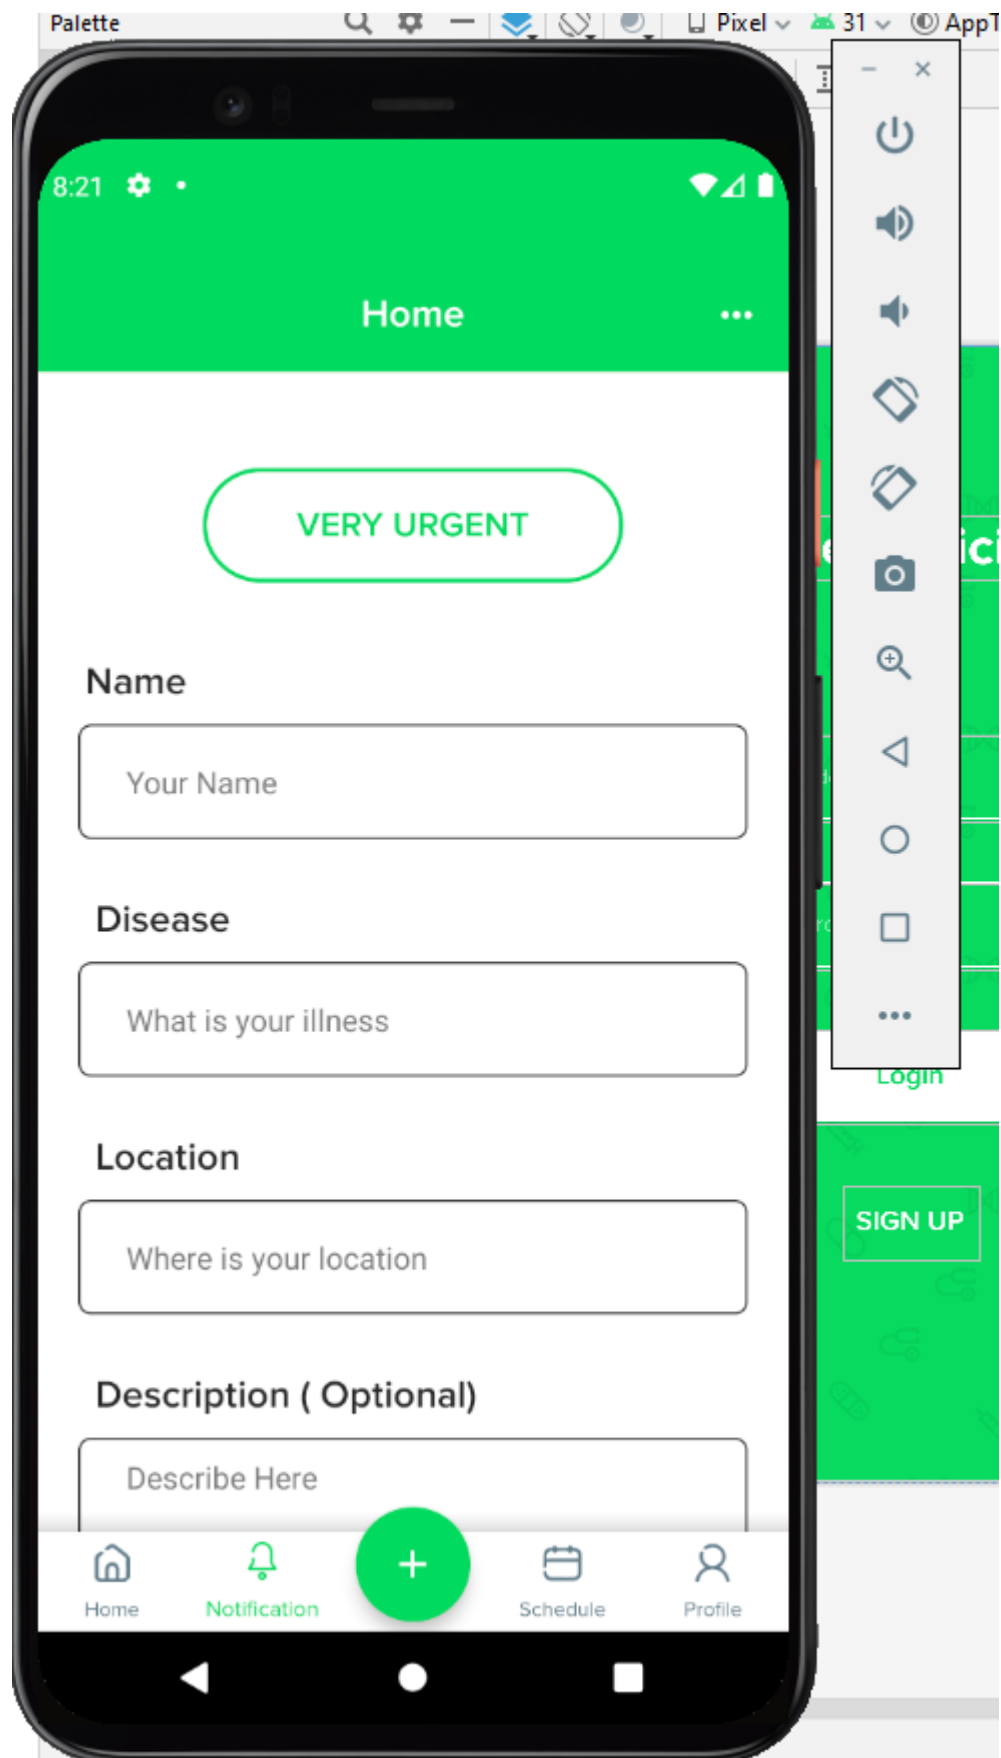 Palette
Pixel
31
8:21
Home
VERY URGENT
Name
Your Name
Disease
What is your illness
Location
Where is your location
Description ( Optional)
Describe Here
Home
Notification
Schedule
Profile
Login
SIGN UP